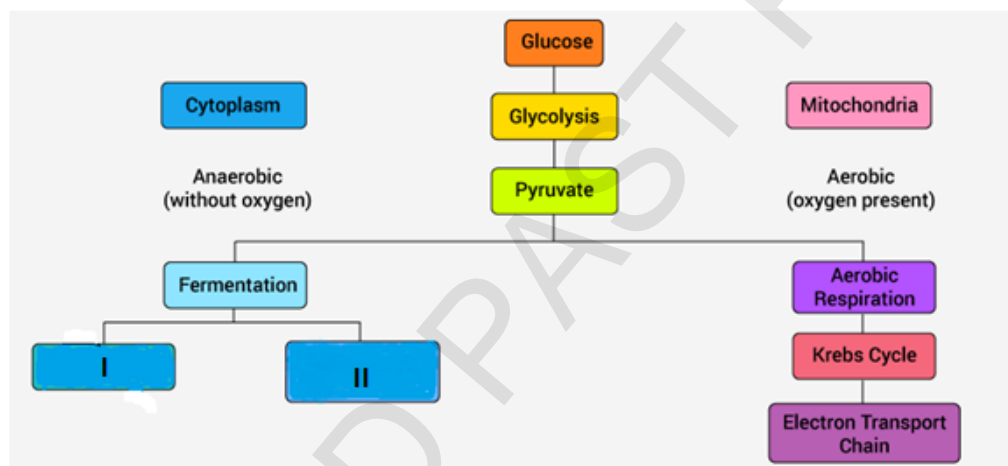 Glucose
Cytoplasm
Glycolysis
Mitochondria
Anaerobic
(without oxygen)
Pyruvate
Aerobic
(oxygen present)
Fermentation
Aerobic
Respiration
I
II
Krebs Cycle
Electron Transport
Chain
DPAST